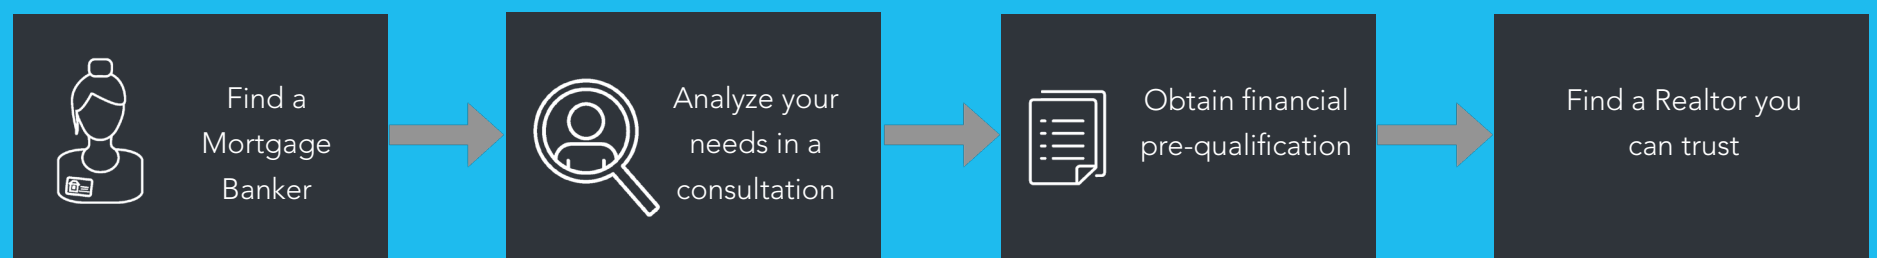 Find a
Mortgage
Banker
Analyze your
needs in a
consultation
Obtain financial
pre-qualification
Find a Realtor you
can trust